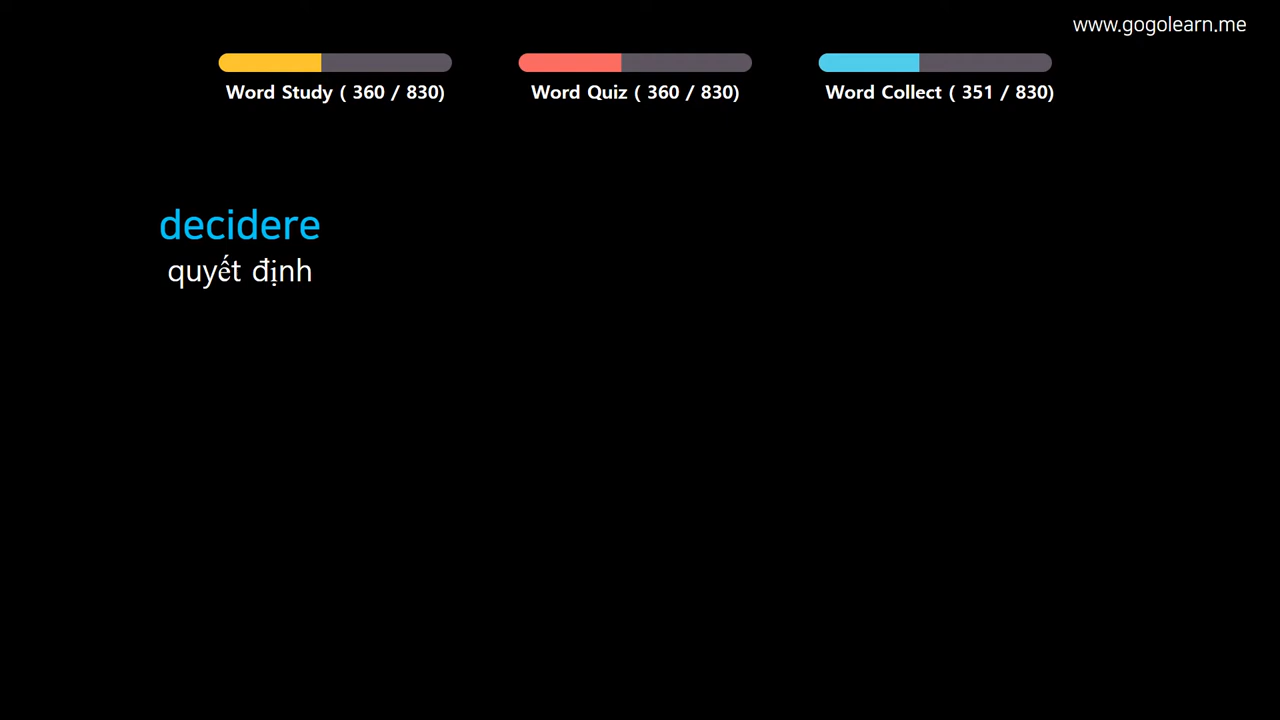 www.gogolearn.me
Word Study ( 360 / 830)
Word Quiz ( 360 / 830)
Word Collect ( 351 / 830)
decidere
quyết định